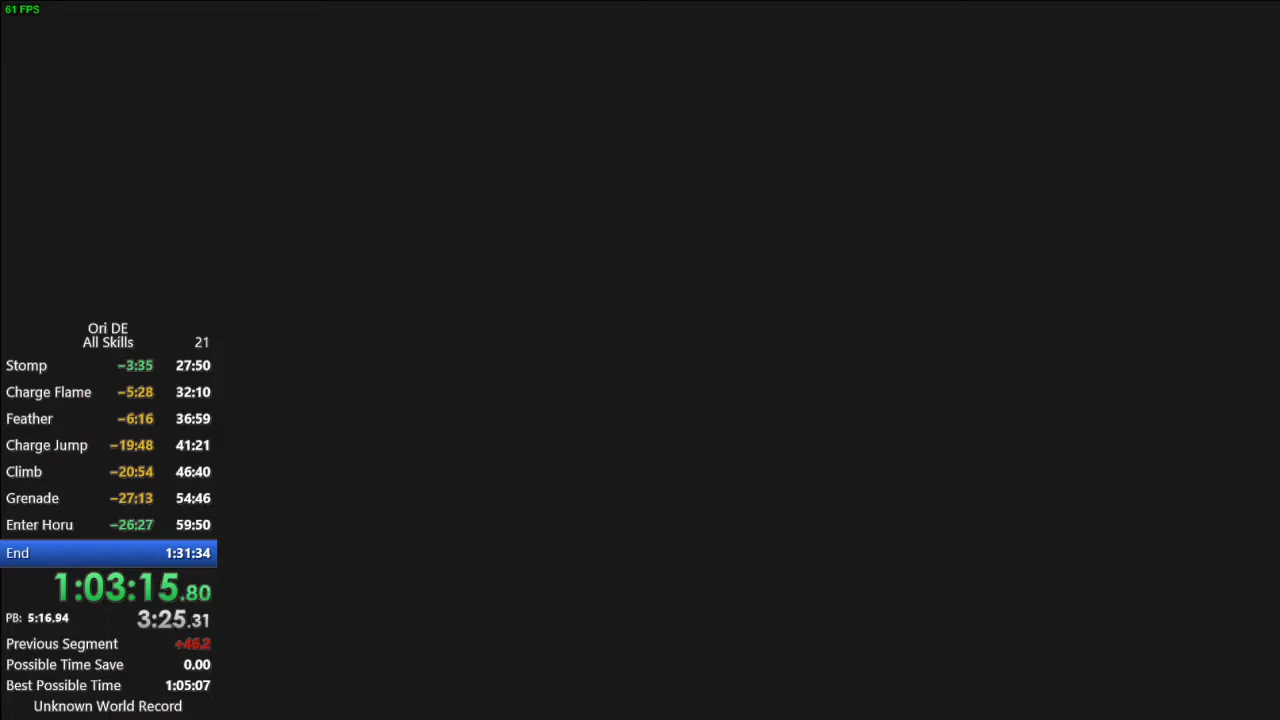 61 FPS
Ori DE
All Skills 21
Stomp −3:35 27:50
Charge Flame −5:28 32:10
Feather −6:16 36:59
Charge Jump −19:48 41:21
Climb −20:54 46:40
Grenade −27:13 54:46
Enter Horu −26:27 59:50
End 1:31:34
1:03:15.80
PB: 5:16.94 3:25.31
Previous Segment +46.2
Possible Time Save 0.00
Best Possible Time 1:05:07
Unknown World Record